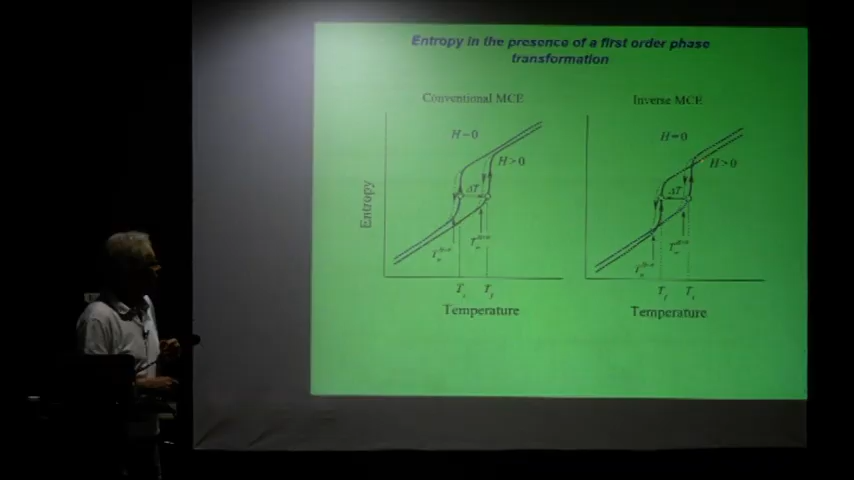 Entropy in the presence of a first order phase
transformation
Conventional MCE
Inverse MCE
H=0
H=0
H>0
H>0
ΔT
ΔT
Entropy
Temperature
Temperature